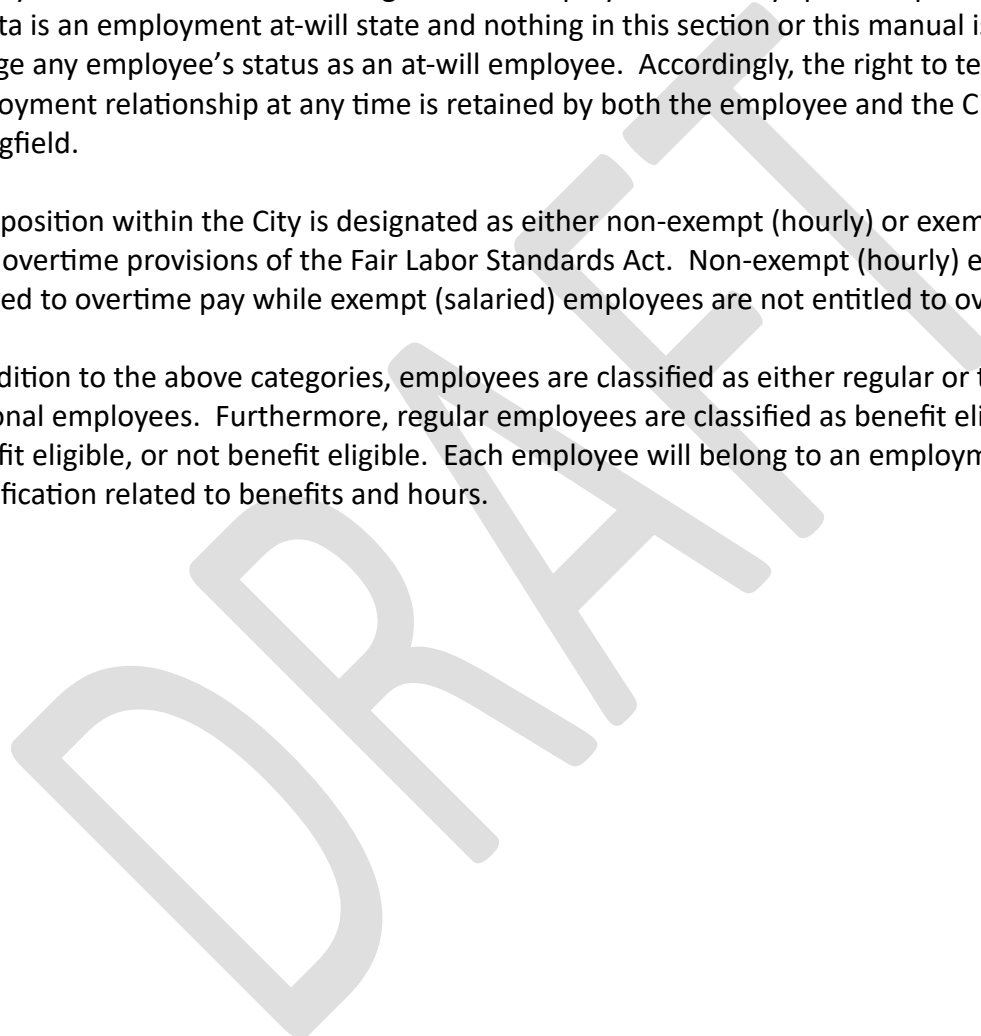 ta is an employment at-will state and nothing in this section or this manual is
ge any employee's status as an at-will employee. Accordingly, the right to te
oyment relationship at any time is retained by both the employee and the C
gfield.
position within the City is designated as either non-exempt (hourly) or exem
overtime provisions of the Fair Labor Standards Act. Non-exempt (hourly) e
ed to overtime pay while exempt (salaried) employees are not entitled to ov
dition to the above categories, employees are classified as either regular or t
onal employees. Furthermore, regular employees are classified as benefit eli
fit eligible, or not benefit eligible. Each employee will belong to an employm
ification related to benefits and hours.
DRAFT